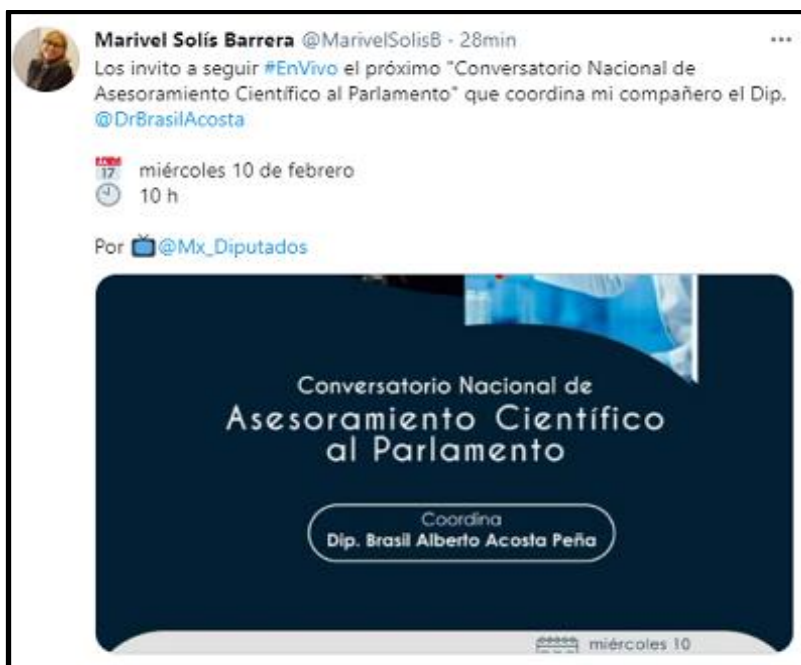 Marivel Solís Barrera @MarivelSolisB · 28min
Los invito a seguir #EnVivo el próximo "Conversatorio Nacional de
Asesoramiento Científico al Parlamento" que coordina mi compañero el Dip.
@DrBrasilAcosta
17 miércoles 10 de febrero
10 h
Por @Mx_Diputados
Conversatorio Nacional de
Asesoramiento Científico
al Parlamento
Coordina
Dip. Brasil Alberto Acosta Peña
miércoles 10